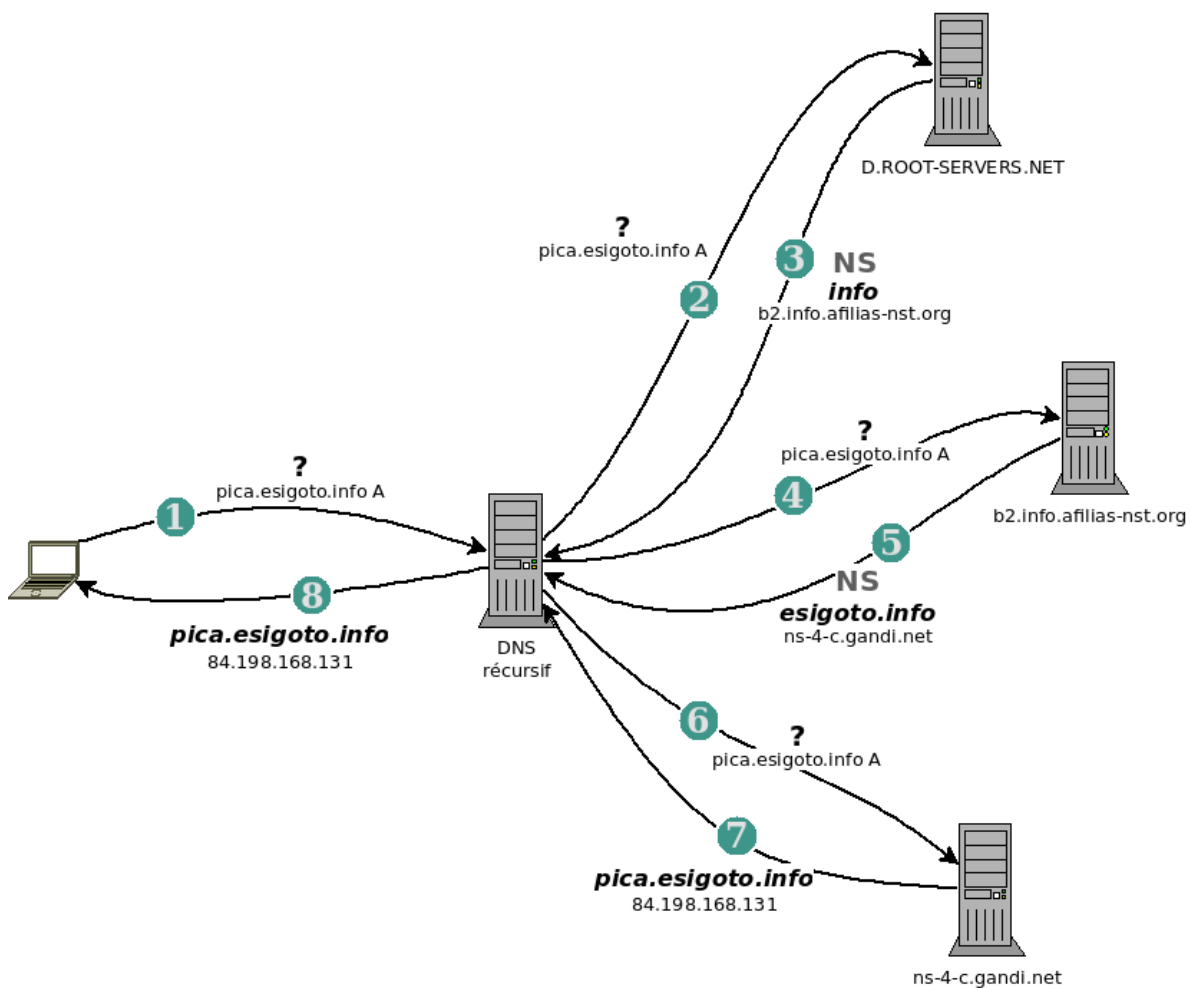 D.ROOT-SERVERS.NET
?
pica.esigoto.info A
2
3
NS
info
b2.info.afilias-nst.org
?
pica.esigoto.info A
4
b2.info.afilias-nst.org
?
pica.esigoto.info A
1
5
NS
esigoto.info
ns-4-c.gandi.net
8
pica.esigoto.info
84.198.168.131
DNS
récursif
6
?
pica.esigoto.info A
7
pica.esigoto.info
84.198.168.131
ns-4-c.gandi.net